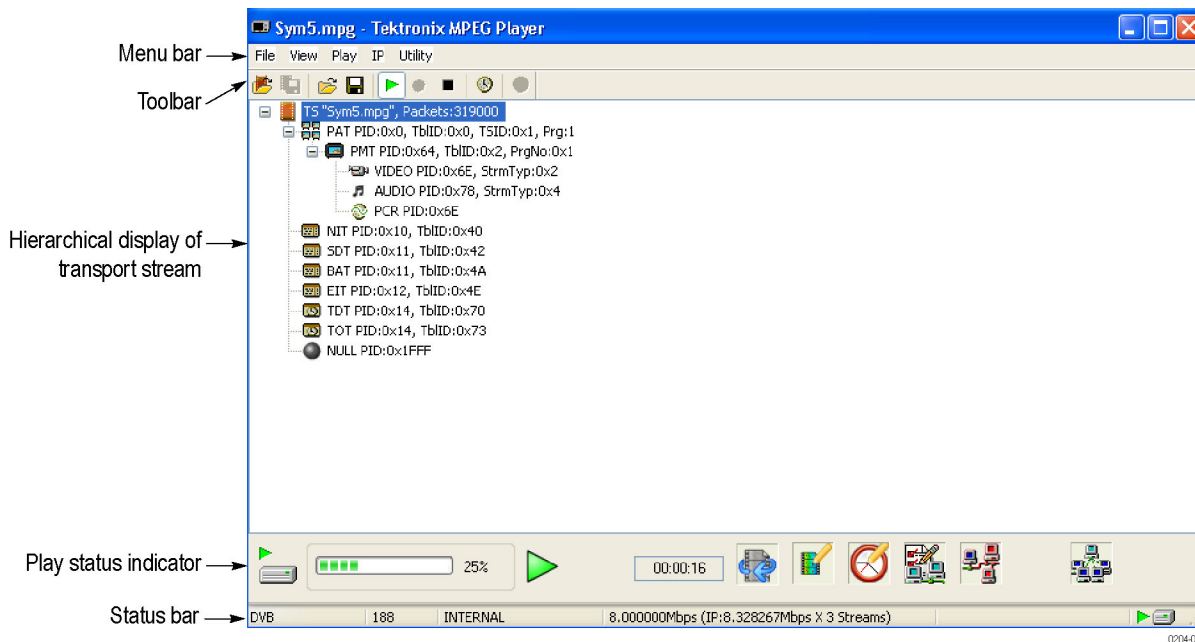 Sym5.mpg - Tektronix MPEG Player
Menu bar
File View Play IP Utility
Toolbar
TS "Sym5.mpg", Packets:319000
PAT PID:0x0, TblID:0x0, TSID:0x1, Prg:1
PMT PID:0x64, TblID:0x2, PrgNo:0x1
VIDEO PID:0x6E, StrmTyp:0x2
AUDIO PID:0x78, StrmTyp:0x4
PCR PID:0x6E
NIT PID:0x10, TblID:0x40
Hierarchical display of
transport stream
SDT PID:0x11, TblID:0x42
BAT PID:0x11, TblID:0x4A
EIT PID:0x12, TblID:0x4E
TDT PID:0x14, TblID:0x70
TOT PID:0x14, TblID:0x73
NULL PID:0x1FFF
Play status indicator
25%
00:00:16
Status bar
DVB 188 INTERNAL 8.000000Mbps (IP:8.328267Mbps X 3 Streams)